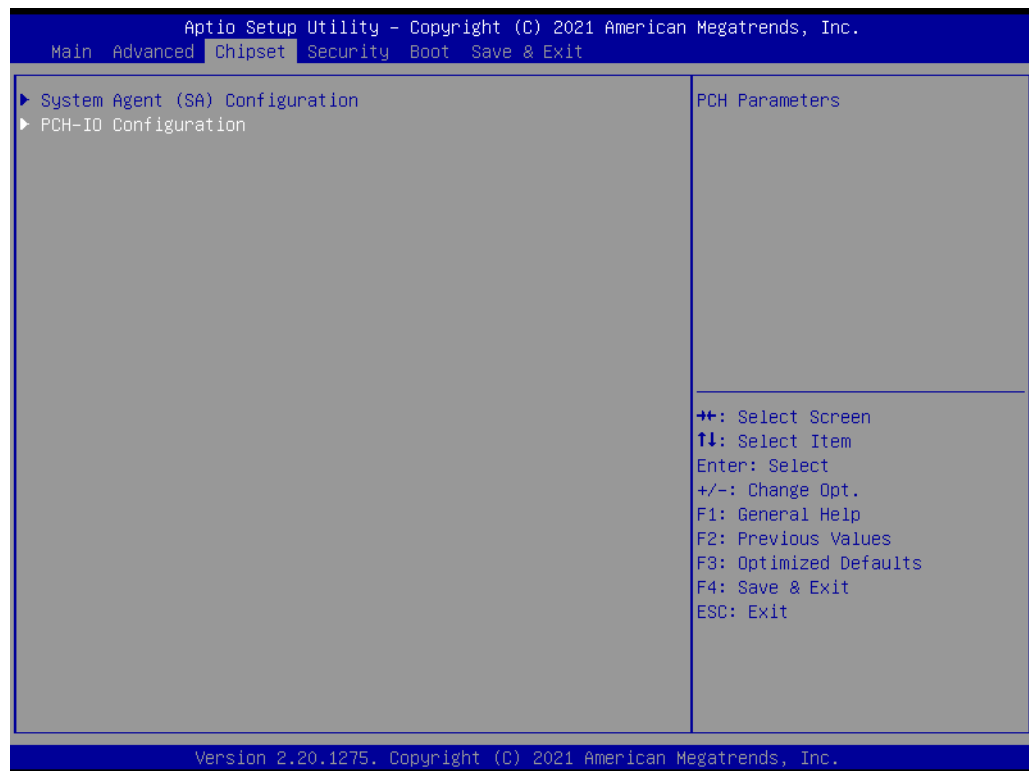 Aptio Setup Utility – Copyright (C) 2021 American Megatrends, Inc.
Main Advanced Chipset Security Boot Save & Exit
▶ System Agent (SA) Configuration
▶ PCH-IO Configuration
PCH Parameters
→←: Select Screen
↑↓: Select Item
Enter: Select
+/-: Change Opt.
F1: General Help
F2: Previous Values
F3: Optimized Defaults
F4: Save & Exit
ESC: Exit
Version 2.20.1275. Copyright (C) 2021 American Megatrends, Inc.